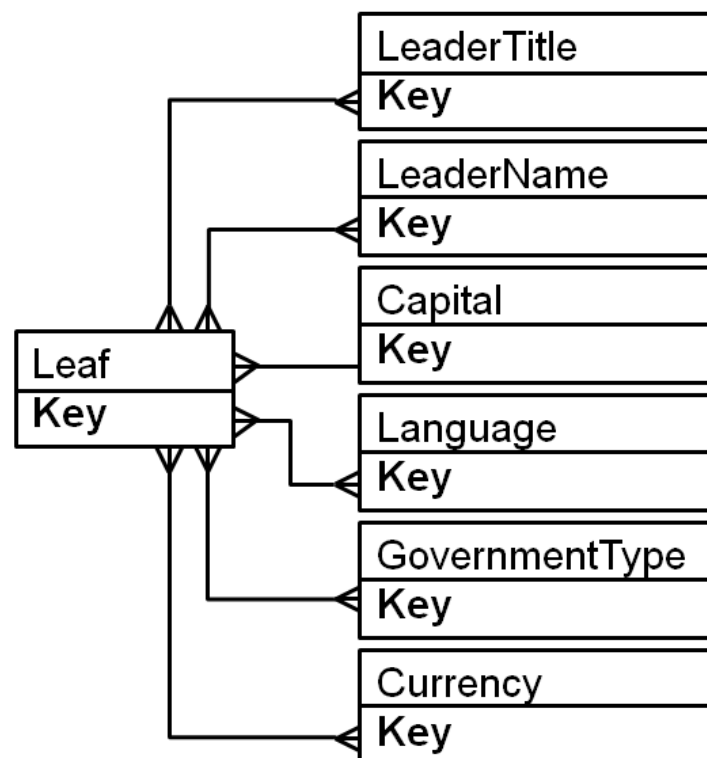 LeaderTitle
Key
LeaderName
Key
Capital
Key
Leaf
Key
Language
Key
GovernmentType
Key
Currency
Key